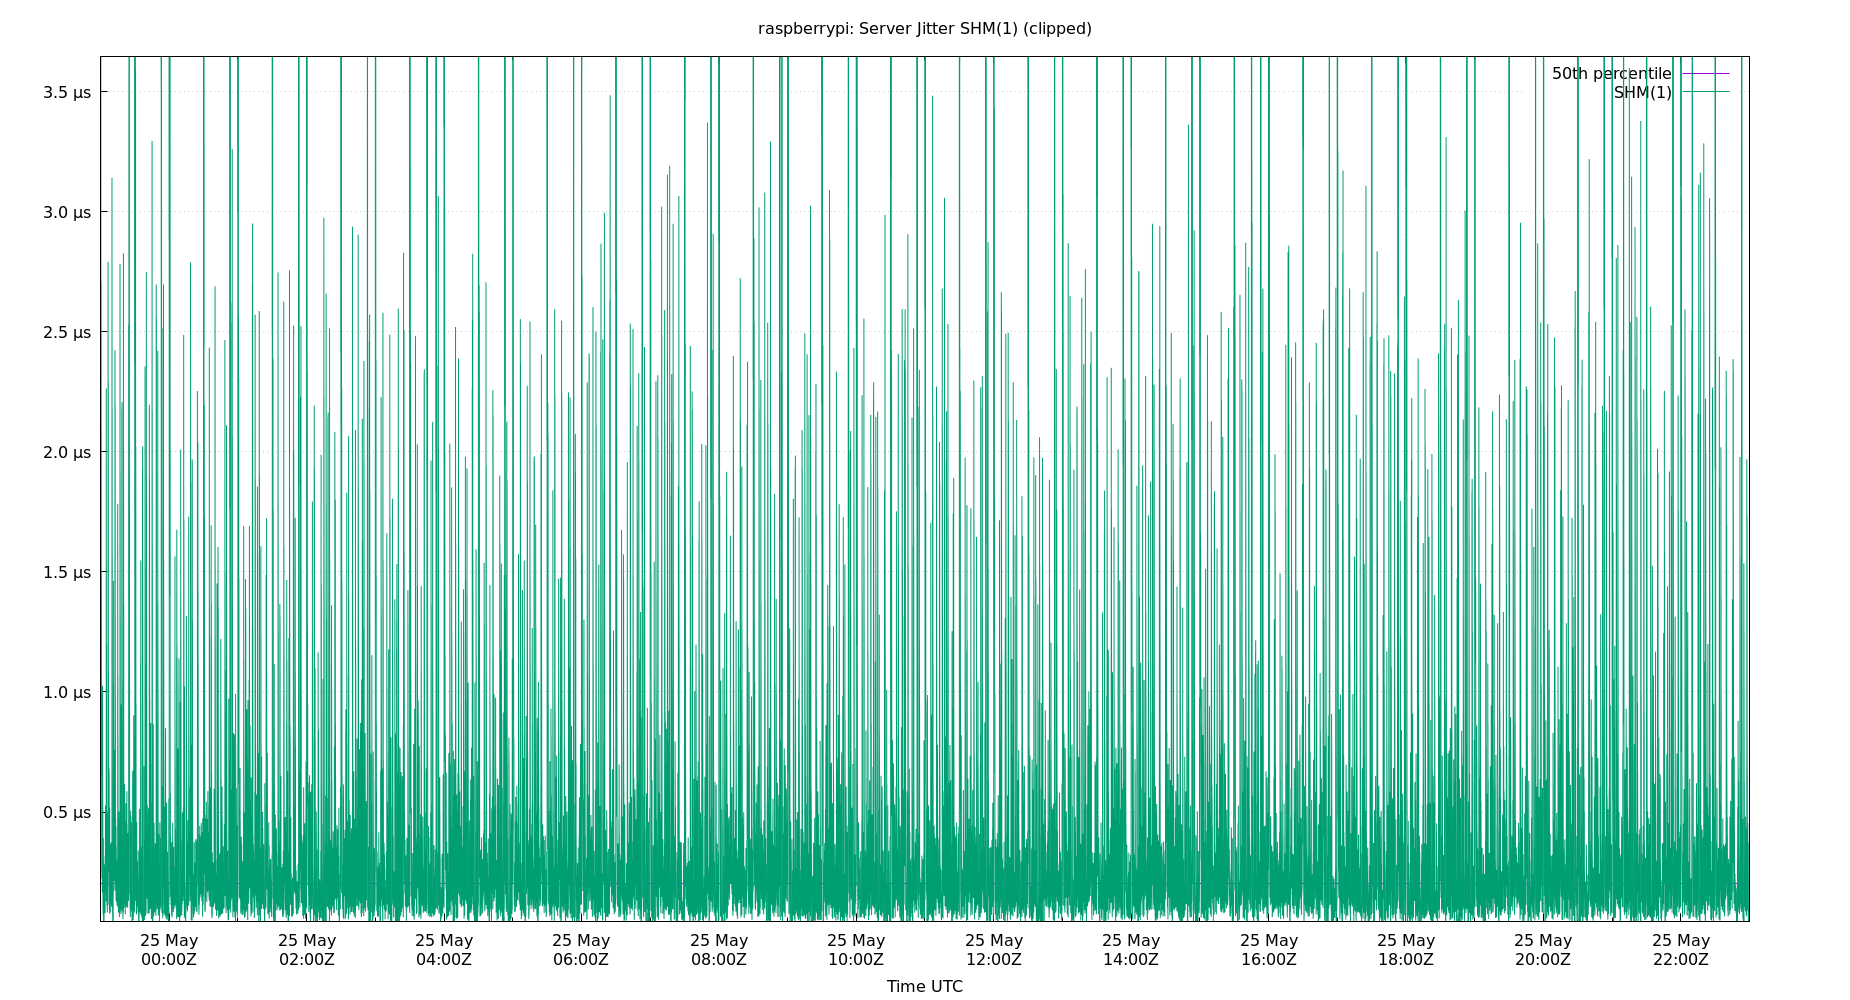 raspberrypi: Server Jitter SHM(1) (clipped)
50th percentile
SHM(1)
3.5 μs
3.0 μs
2.5 μs
2.0 μs
1.5 μs
1.0 μs
0.5 μs
25 May 25 May 25 May 25 May 25 May 25 May 25 May 25 May 25 May 25 May 25 May 25 May
00:00Z 02:00Z 04:00Z 06:00Z 08:00Z 10:00Z 12:00Z 14:00Z 16:00Z 18:00Z 20:00Z 22:00Z
Time UTC